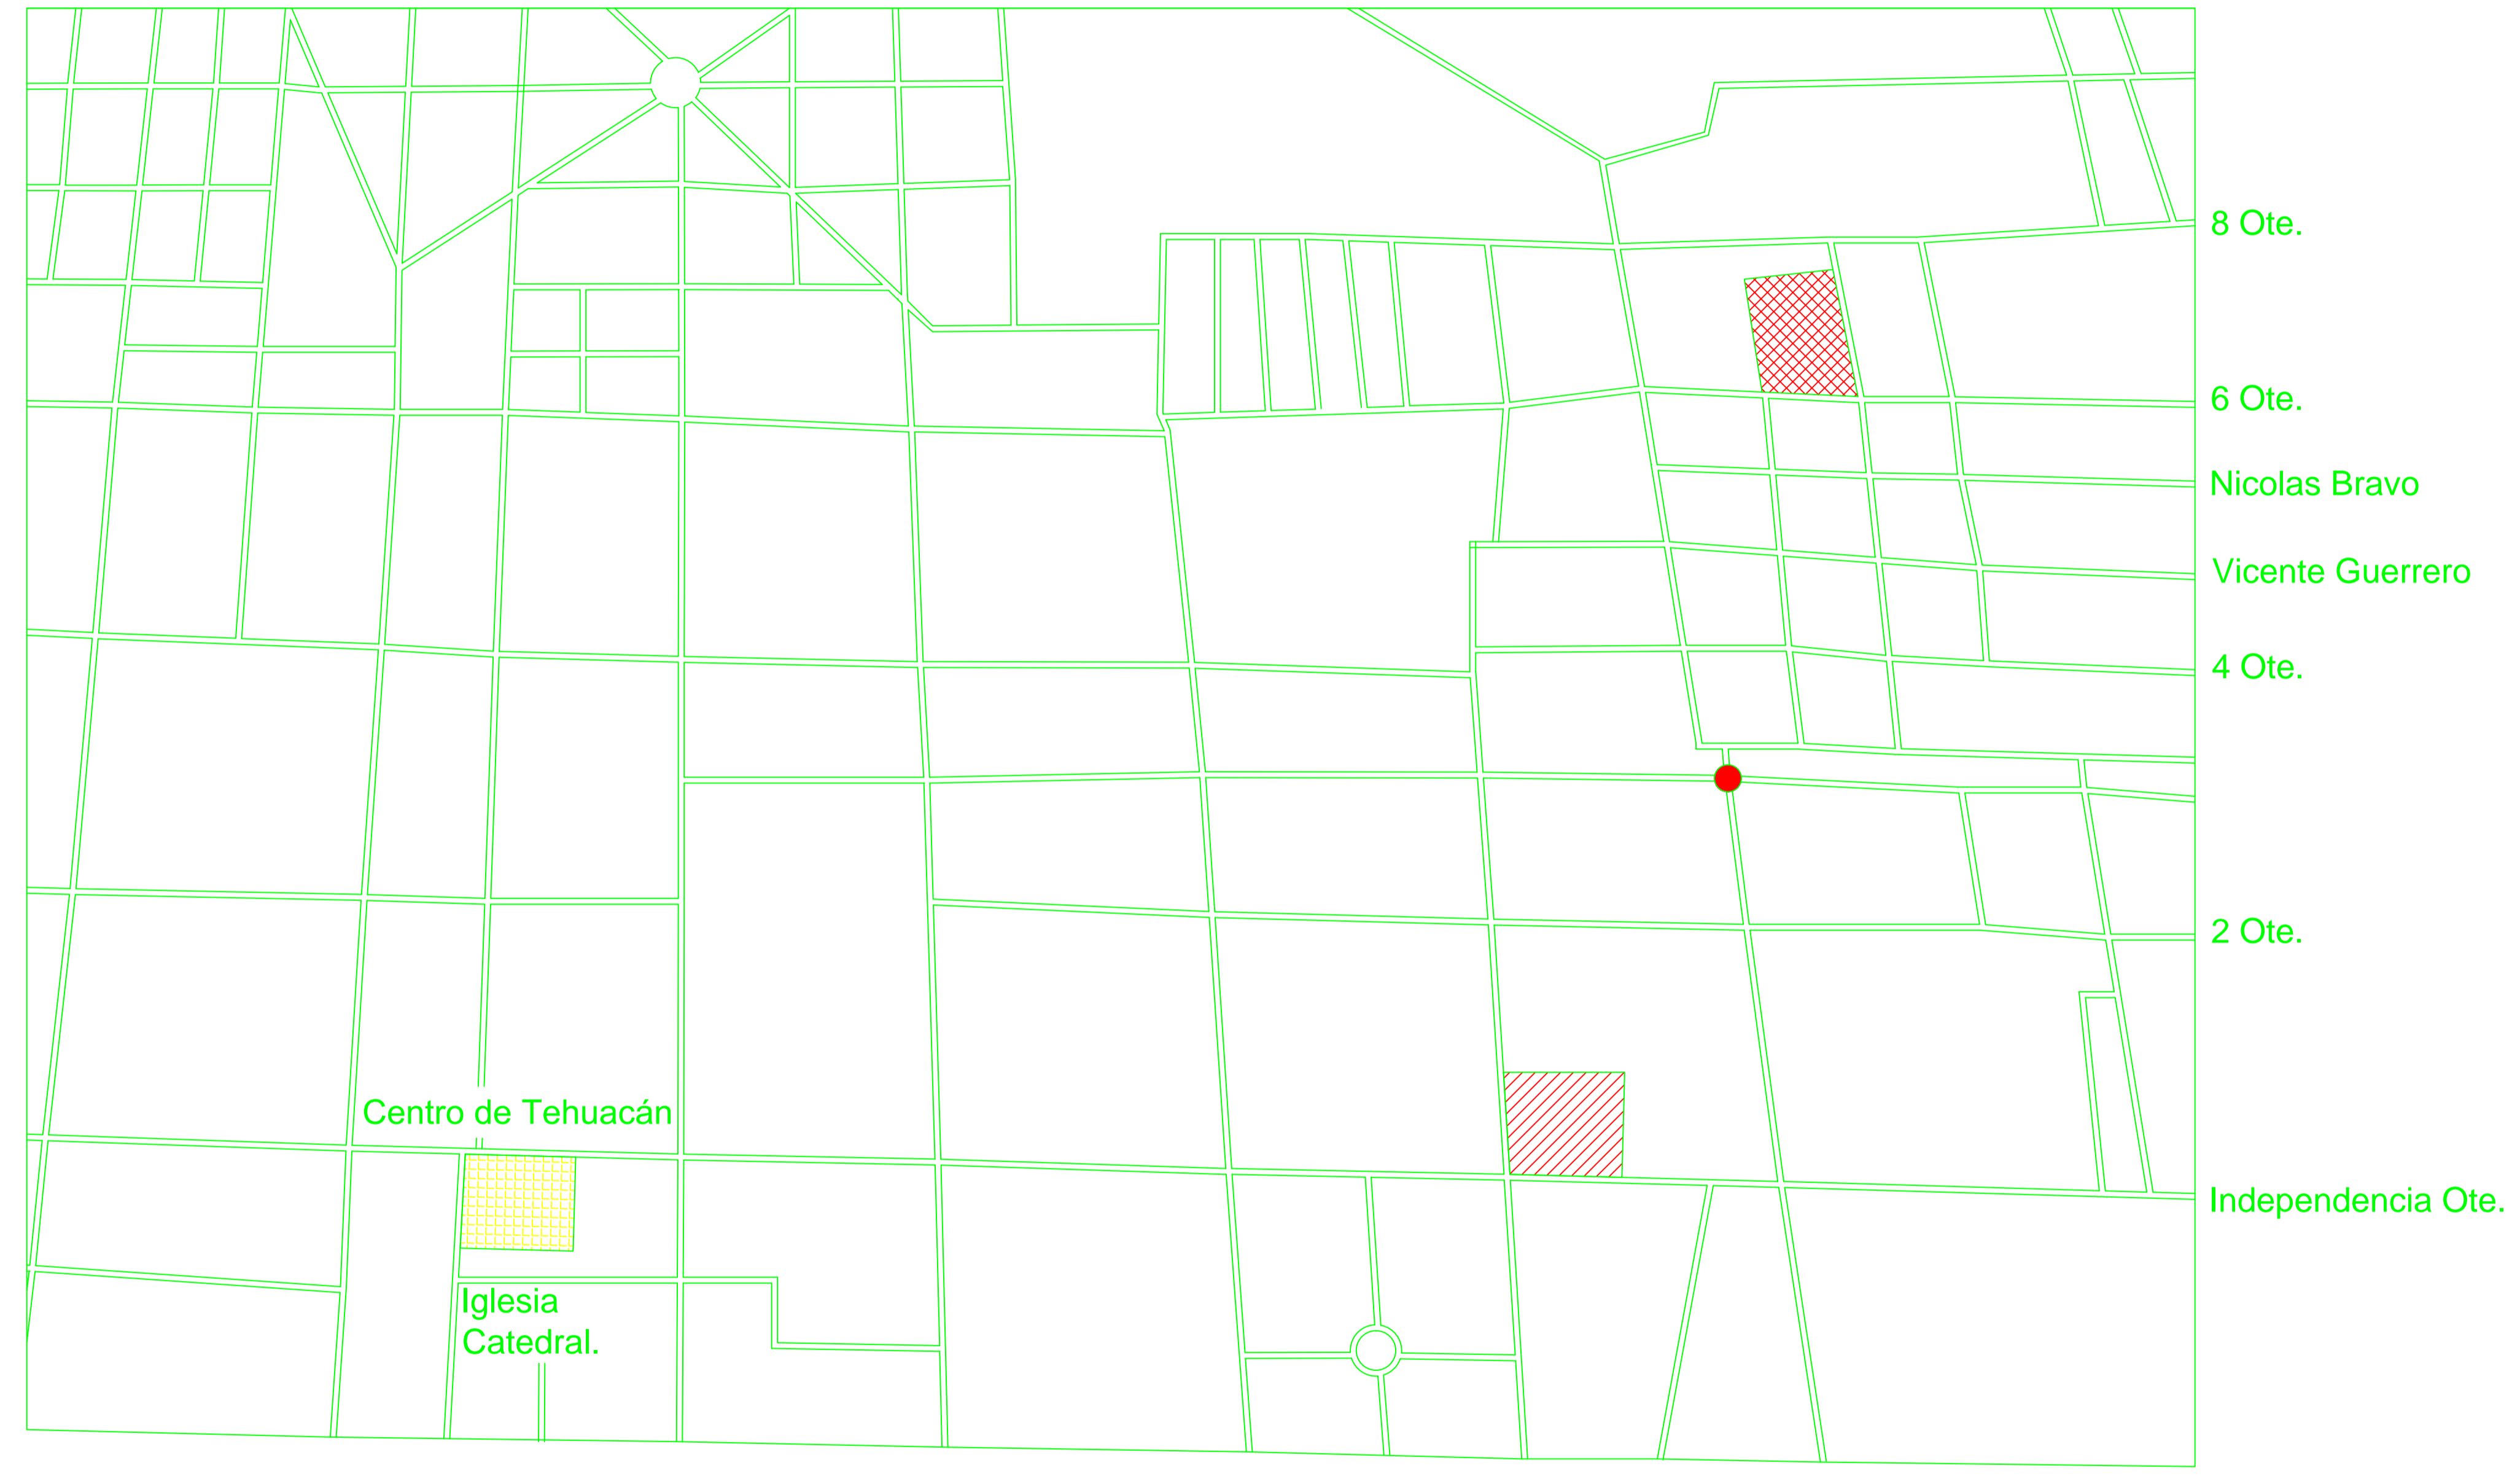 8 Ote.
6 Ote.
Nicolas Bravo
Vicente Guerrero
4 Ote.
2 Ote.
Centro de Tehuacán
Independencia Ote.
Iglesia
Catedral.